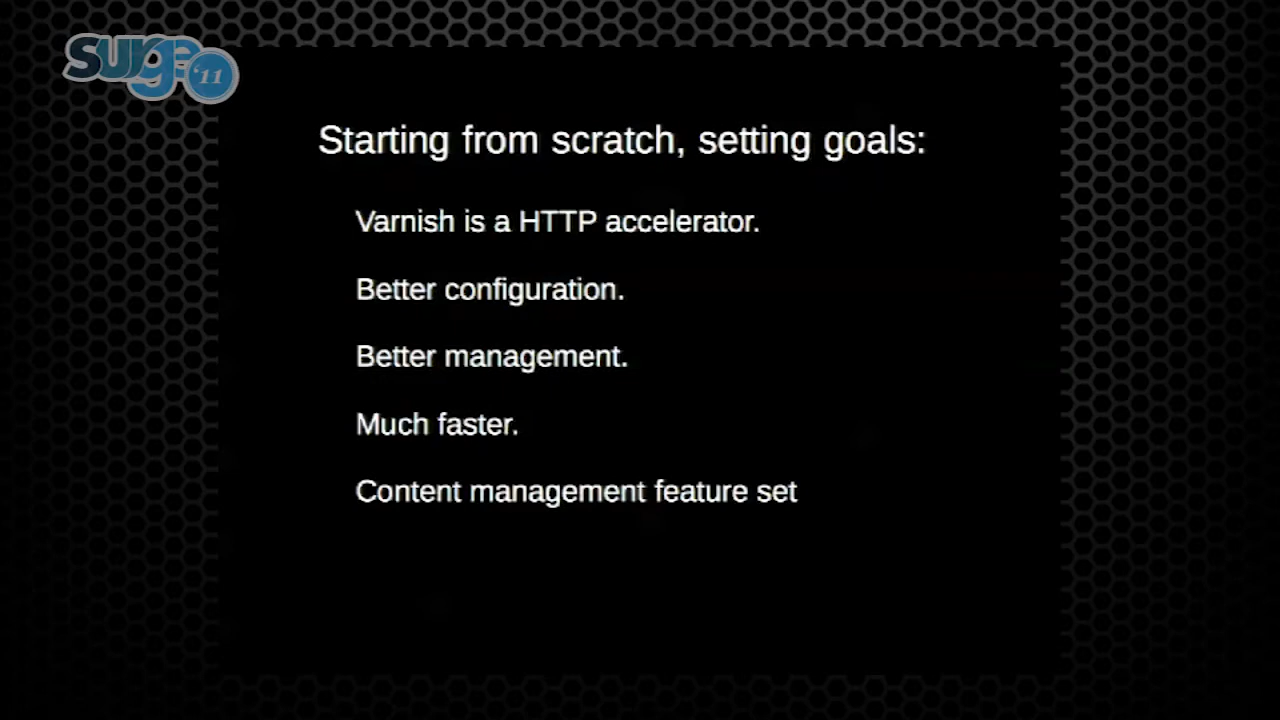 surge '11
Starting from scratch, setting goals:
Varnish is a HTTP accelerator.
Better configuration.
Better management.
Much faster.
Content management feature set